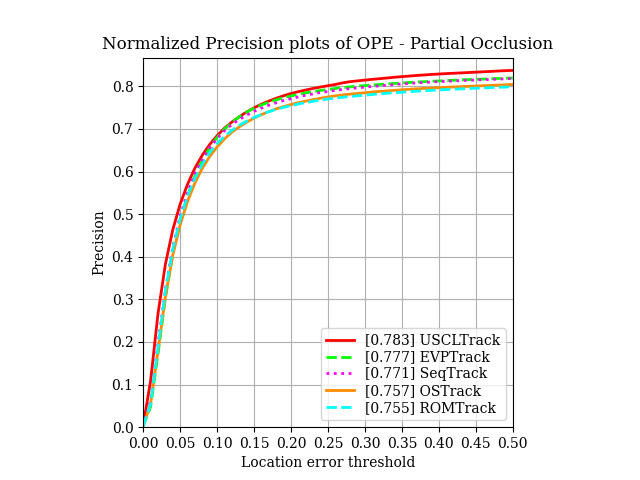 Normalized Precision plots of OPE - Partial Occlusion
Precision
0.8
0.7
0.6
0.5
0.4
0.3
0.2
0.1
0.0
[0.783] USCLTrack
[0.777] EVPTrack
[0.771] SeqTrack
[0.757] OSTrack
[0.755] ROMTrack
0.00 0.05 0.10 0.15 0.20 0.25 0.30 0.35 0.40 0.45 0.50
Location error threshold